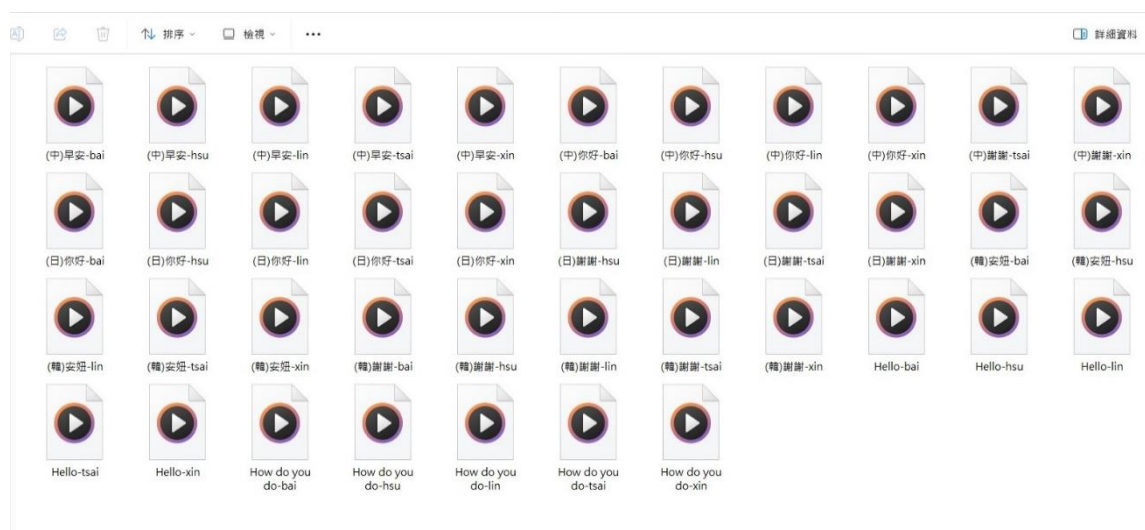 排序
檢視
詳細資料
(中)早安-bai
(中)早安-hsu
(中)早安-lin
(中)早安-tsai
(中)早安-xin
(中)你好-bai
(中)你好-hsu
(中)你好-lin
(中)你好-xin
(中)謝謝-tsai
(中)謝謝-xin
(日)你好-bai
(日)你好-hsu
(日)你好-lin
(日)你好-tsai
(日)你好-xin
(日)謝謝-hsu
(日)謝謝-lin
(日)謝謝-tsai
(日)謝謝-xin
(韓)安妞-bai
(韓)安妞-hsu
(韓)安妞-lin
(韓)安妞-tsai
(韓)安妞-xin
(韓)謝謝-bai
(韓)謝謝-hsu
(韓)謝謝-lin
(韓)謝謝-tsai
(韓)謝謝-xin
Hello-bai
Hello-hsu
Hello-lin
Hello-tsai
Hello-xin
How do you
do-bai
How do you
do-hsu
How do you
do-lin
How do you
do-tsai
How do you
do-xin